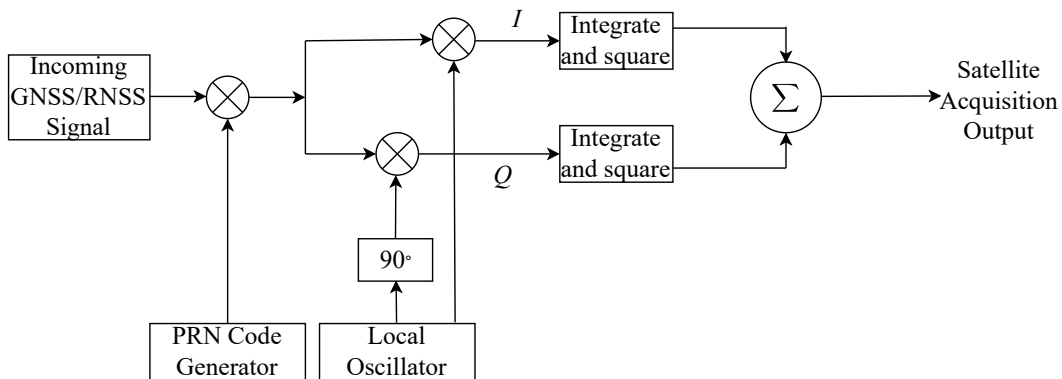 Incoming
GNSS/RNSS
Signal
I
Integrate
and square
Q
Integrate
and square
Σ
Satellite
Acquisition
Output
90°
PRN Code
Generator
Local
Oscillator